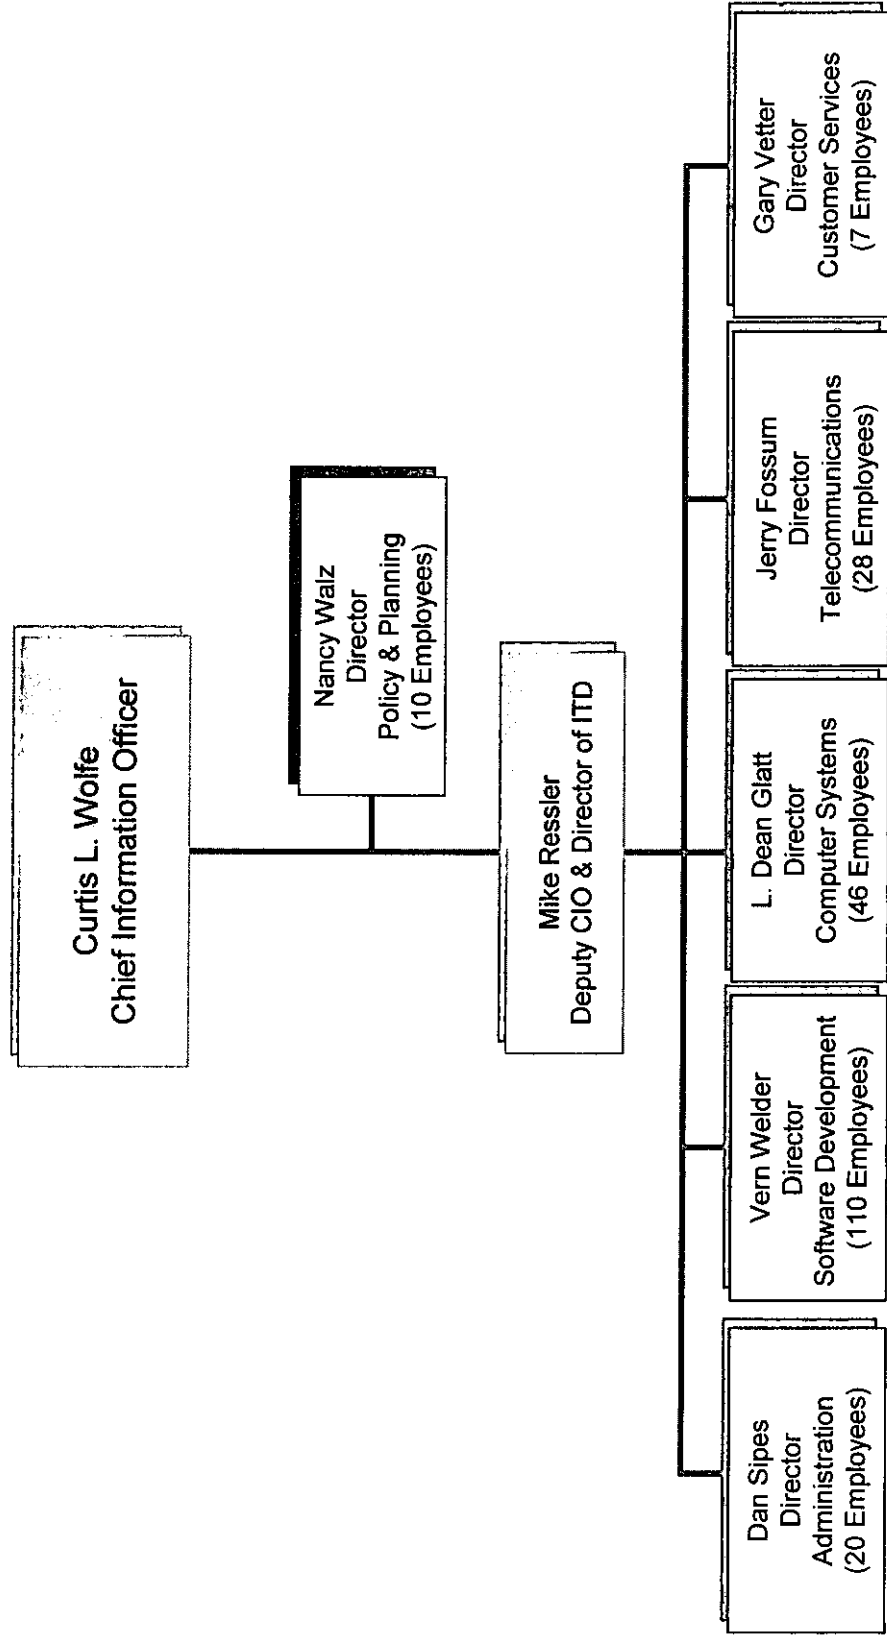 Curtis L. Wolfe
Chief Information Officer
Nancy Walz
Director
Policy & Planning
(10 Employees)
Mike Ressler
Deputy CIO & Director of ITD
Dan Sipes
Director
Administration
(20 Employees)
Vern Welder
Director
Software Development
(110 Employees)
L. Dean Glatt
Director
Computer Systems
(46 Employees)
Jerry Fossum
Director
Telecommunications
(28 Employees)
Gary Vetter
Director
Customer Services
(7 Employees)